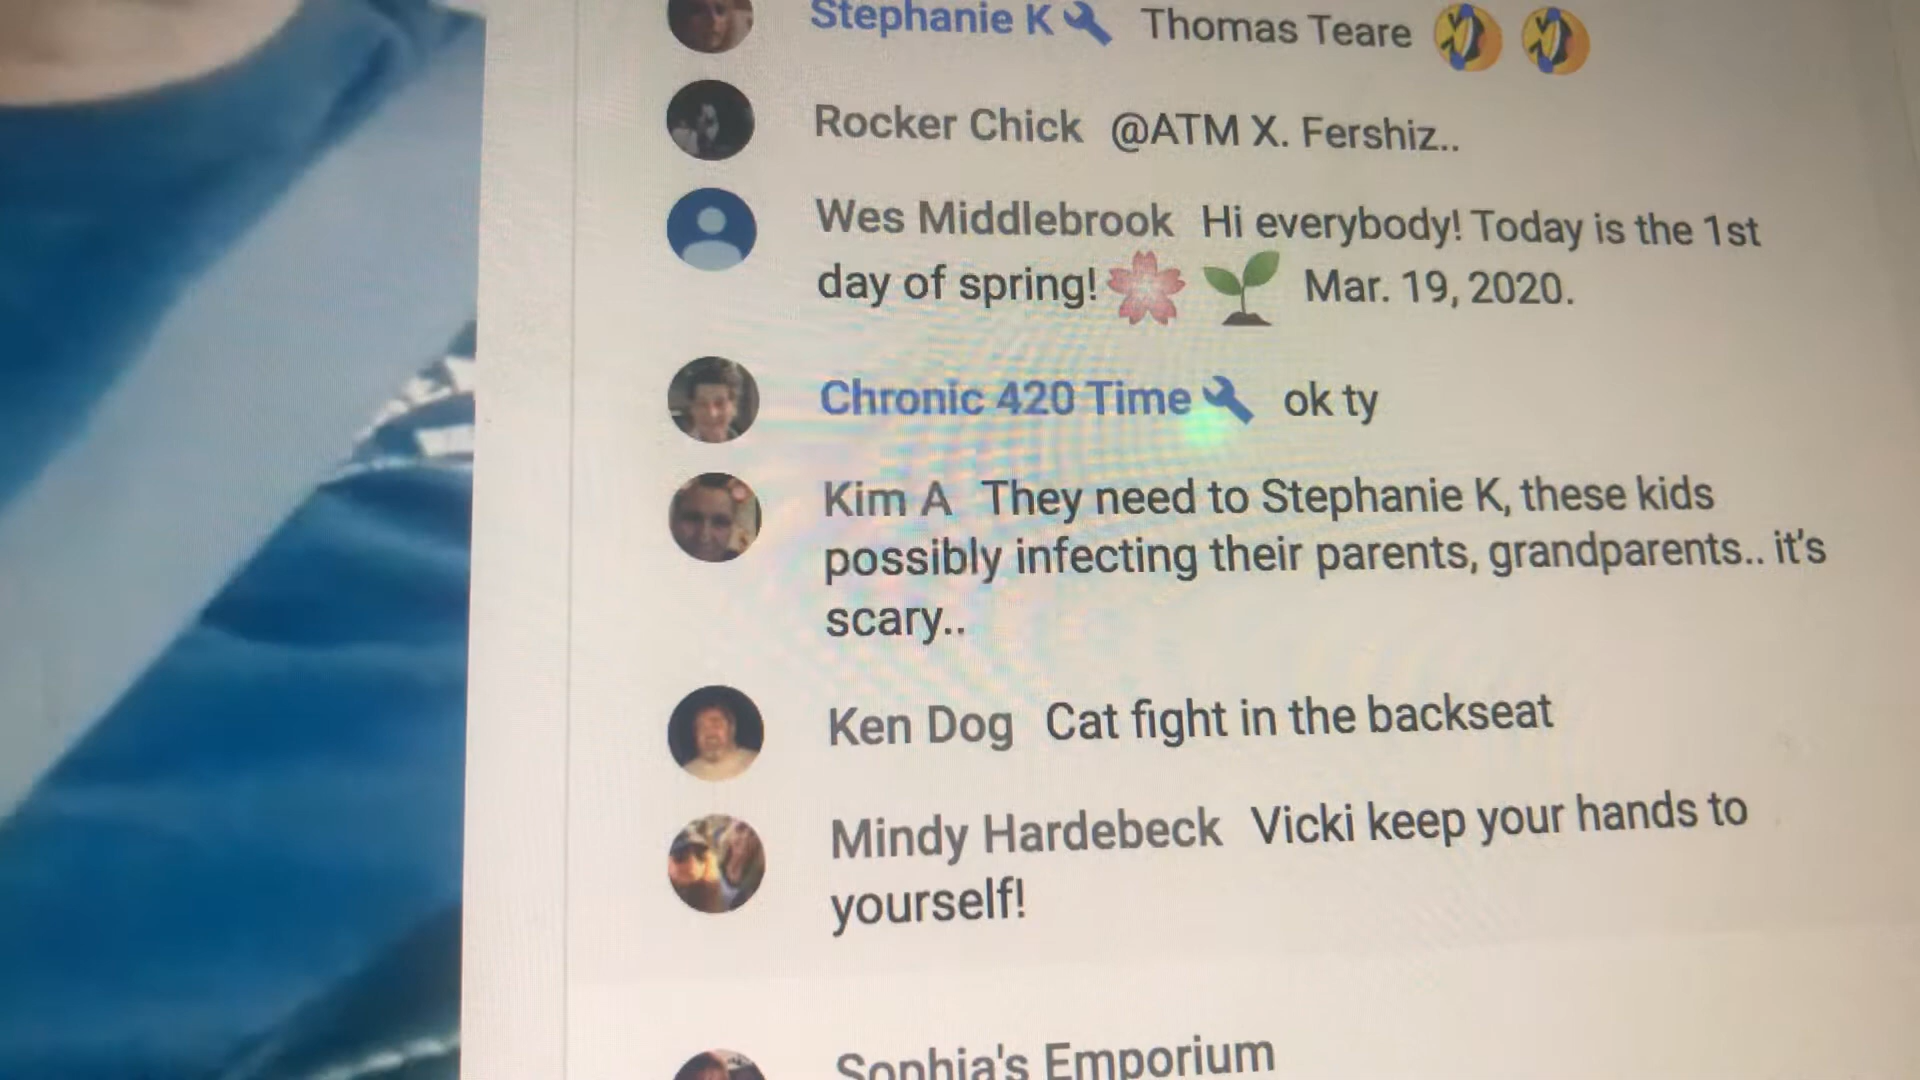 Stephanie K🔧 Thomas Teare 🤣 🤣
Rocker Chick @ATM X. Fershiz..
Wes Middlebrook Hi everybody! Today is the 1st
day of spring!🌸 🌱 Mar. 19, 2020.
Chronic 420 Time🔧 ok ty
Kim A They need to Stephanie K, these kids
possibly infecting their parents, grandparents.. it's
scary..
Ken Dog Cat fight in the backseat
Mindy Hardebeck Vicki keep your hands to
yourself!
Sophia's Emporium